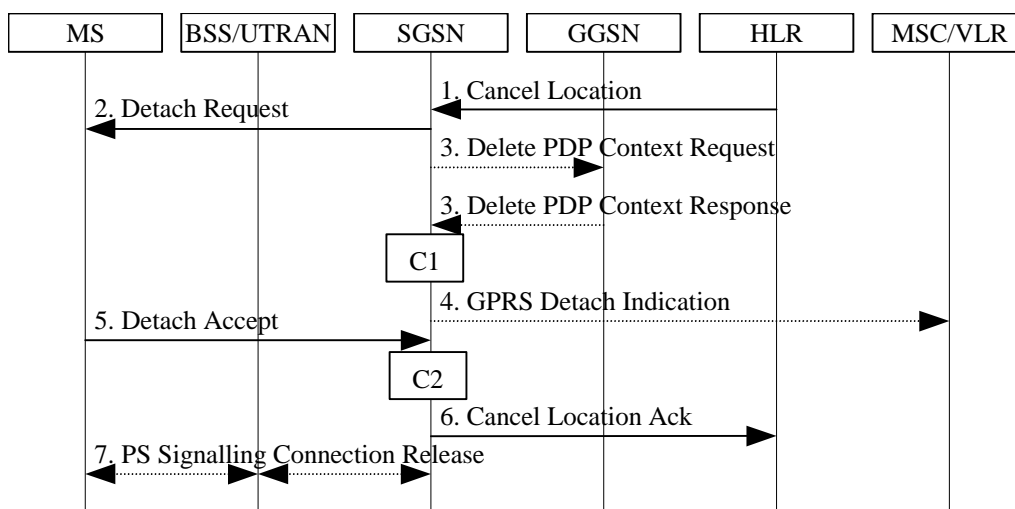 MS
BSS/UTRAN
SGSN
GGSN
HLR
MSC/VLR
1. Cancel Location
2. Detach Request
3. Delete PDP Context Request
3. Delete PDP Context Response
C1
4. GPRS Detach Indication
5. Detach Accept
C2
6. Cancel Location Ack
7. PS Signalling Connection Release